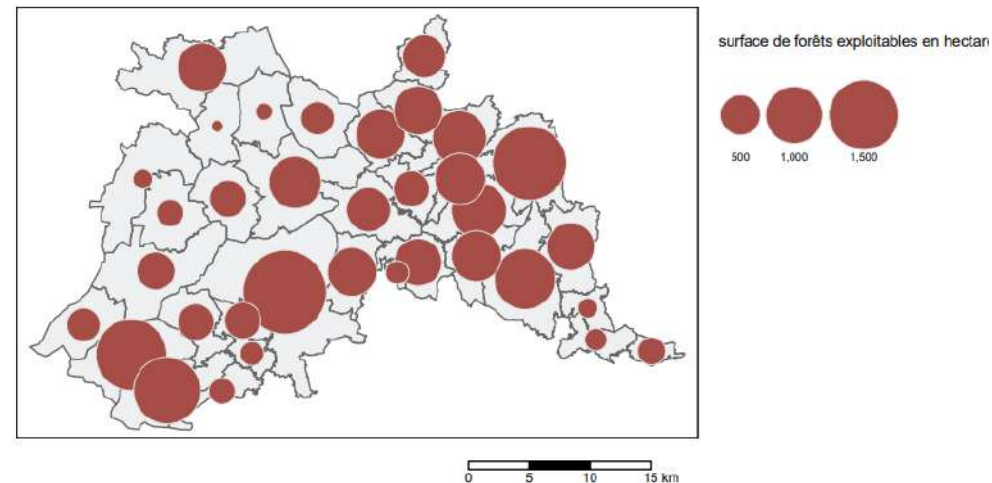 surface de forêts exploitables en hectare
500 1,000 1,500
0 5 10 15 km